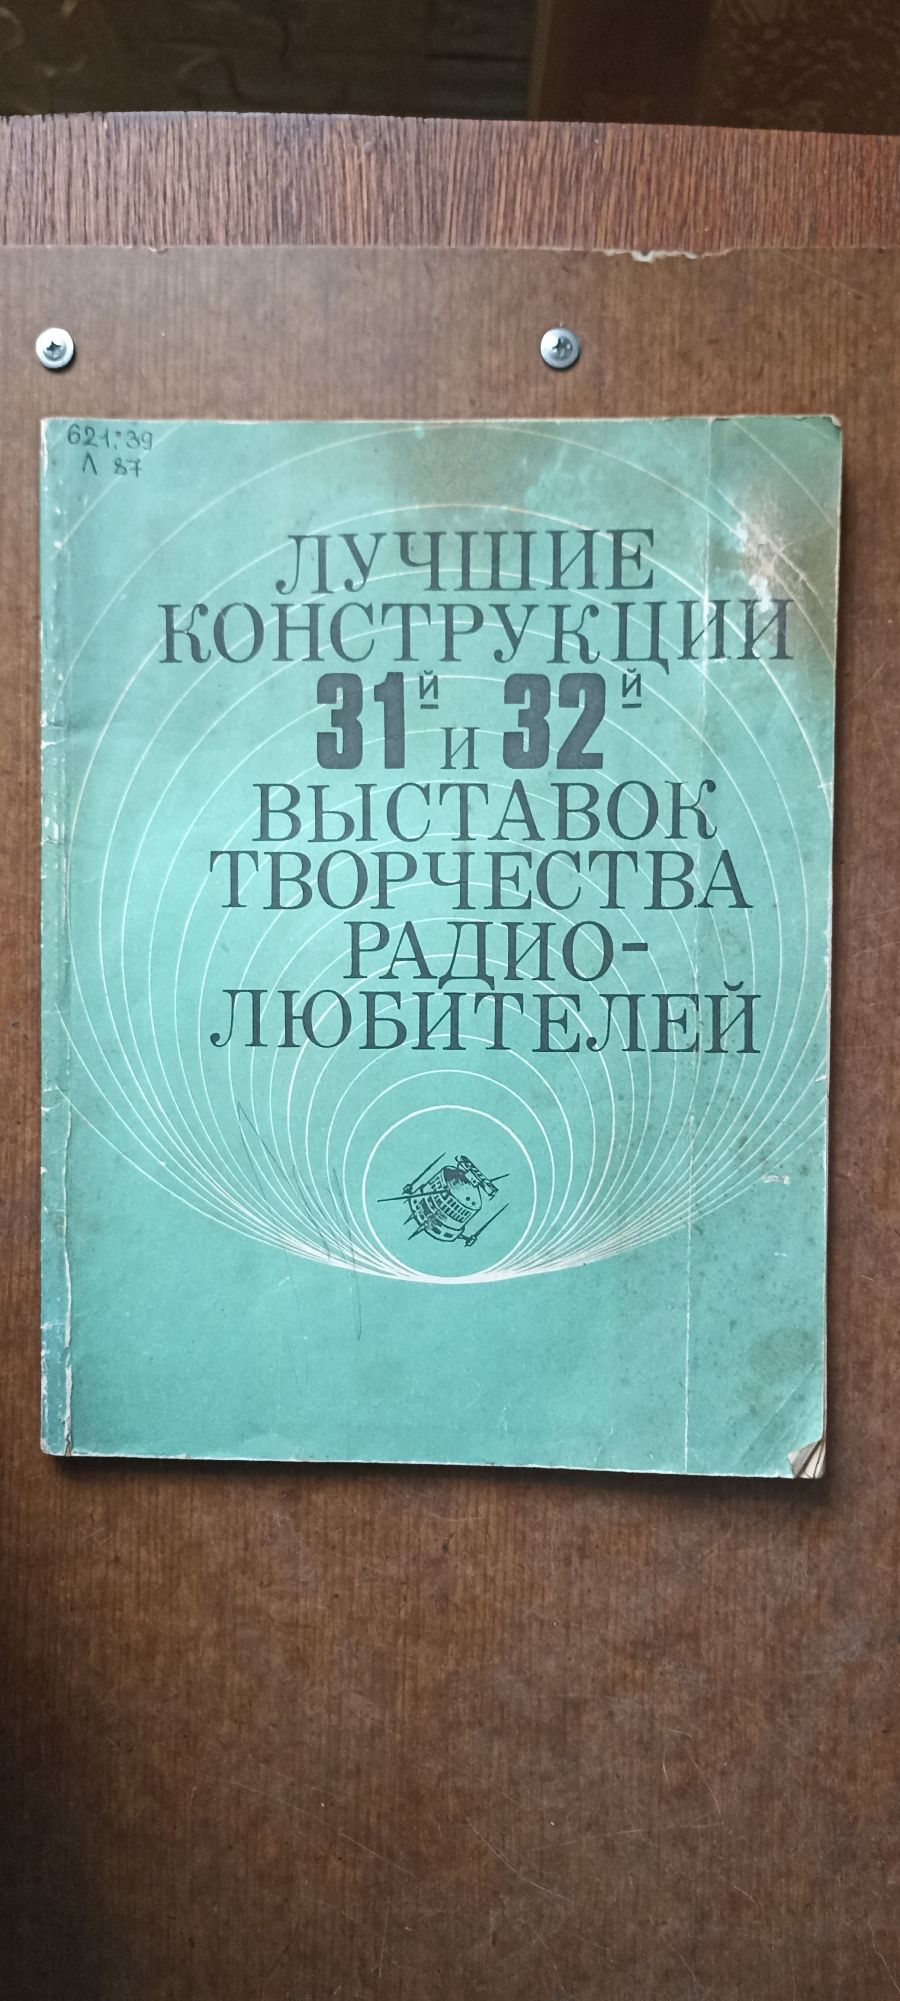 621:39
Л 87
ЛУЧШИЕ
КОНСТРУКЦИИ
31й и 32й
ВЫСТАВОК
ТВОРЧЕСТВА
РАДИО-
ЛЮБИТЕЛЕЙ